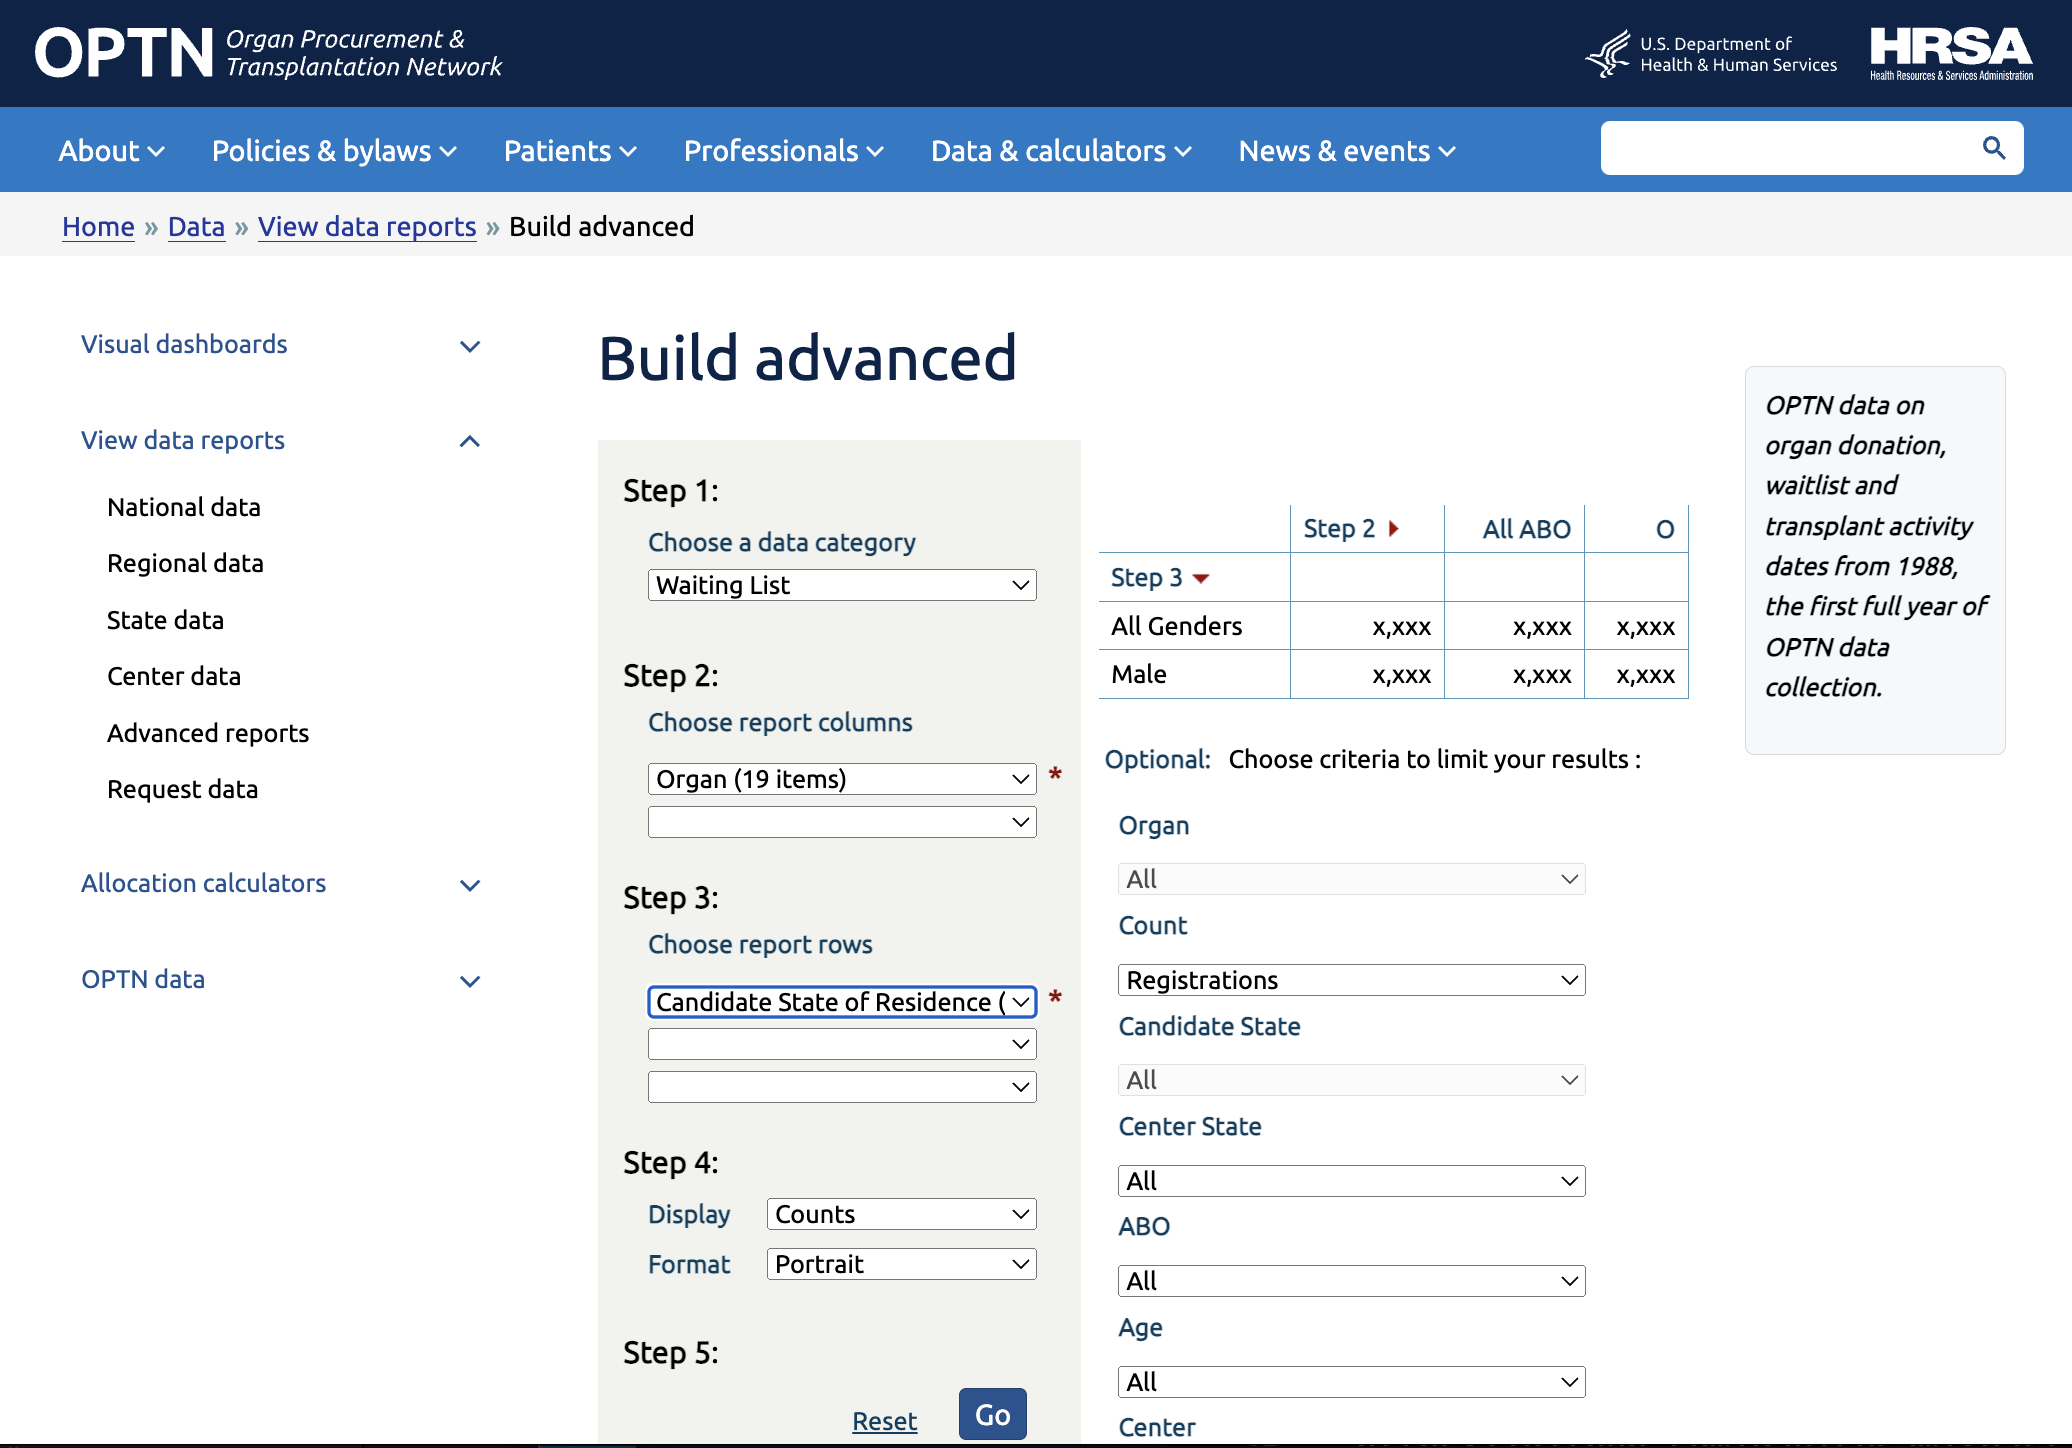 OPTN Organ Procurement &
Transplantation Network
U.S. Department of
Health & Human Services
HRSA
Health Resources & Services Administration
About
Policies & bylaws
Patients
Professionals
Data & calculators
News & events
Home » Data » View data reports » Build advanced
Visual dashboards
View data reports
National data
Regional data
State data
Center data
Advanced reports
Request data
Allocation calculators
OPTN data
Build advanced
Step 1:
Choose a data category
Waiting List
Step 2:
Choose report columns
Organ (19 items)
*
Step 3:
Choose report rows
Candidate State of Residence (
*
Step 4:
Display Counts
Format Portrait
Step 5:
Reset Go
Step 2 All ABO O
Step 3
All Genders x,xxx x,xxx x,xxx
Male x,xxx x,xxx x,xxx
Optional: Choose criteria to limit your results :
Organ
All
Count
Registrations
Candidate State
All
Center State
All
ABO
All
Age
All
Center
OPTN data on
organ donation,
waitlist and
transplant activity
dates from 1988,
the first full year of
OPTN data
collection.